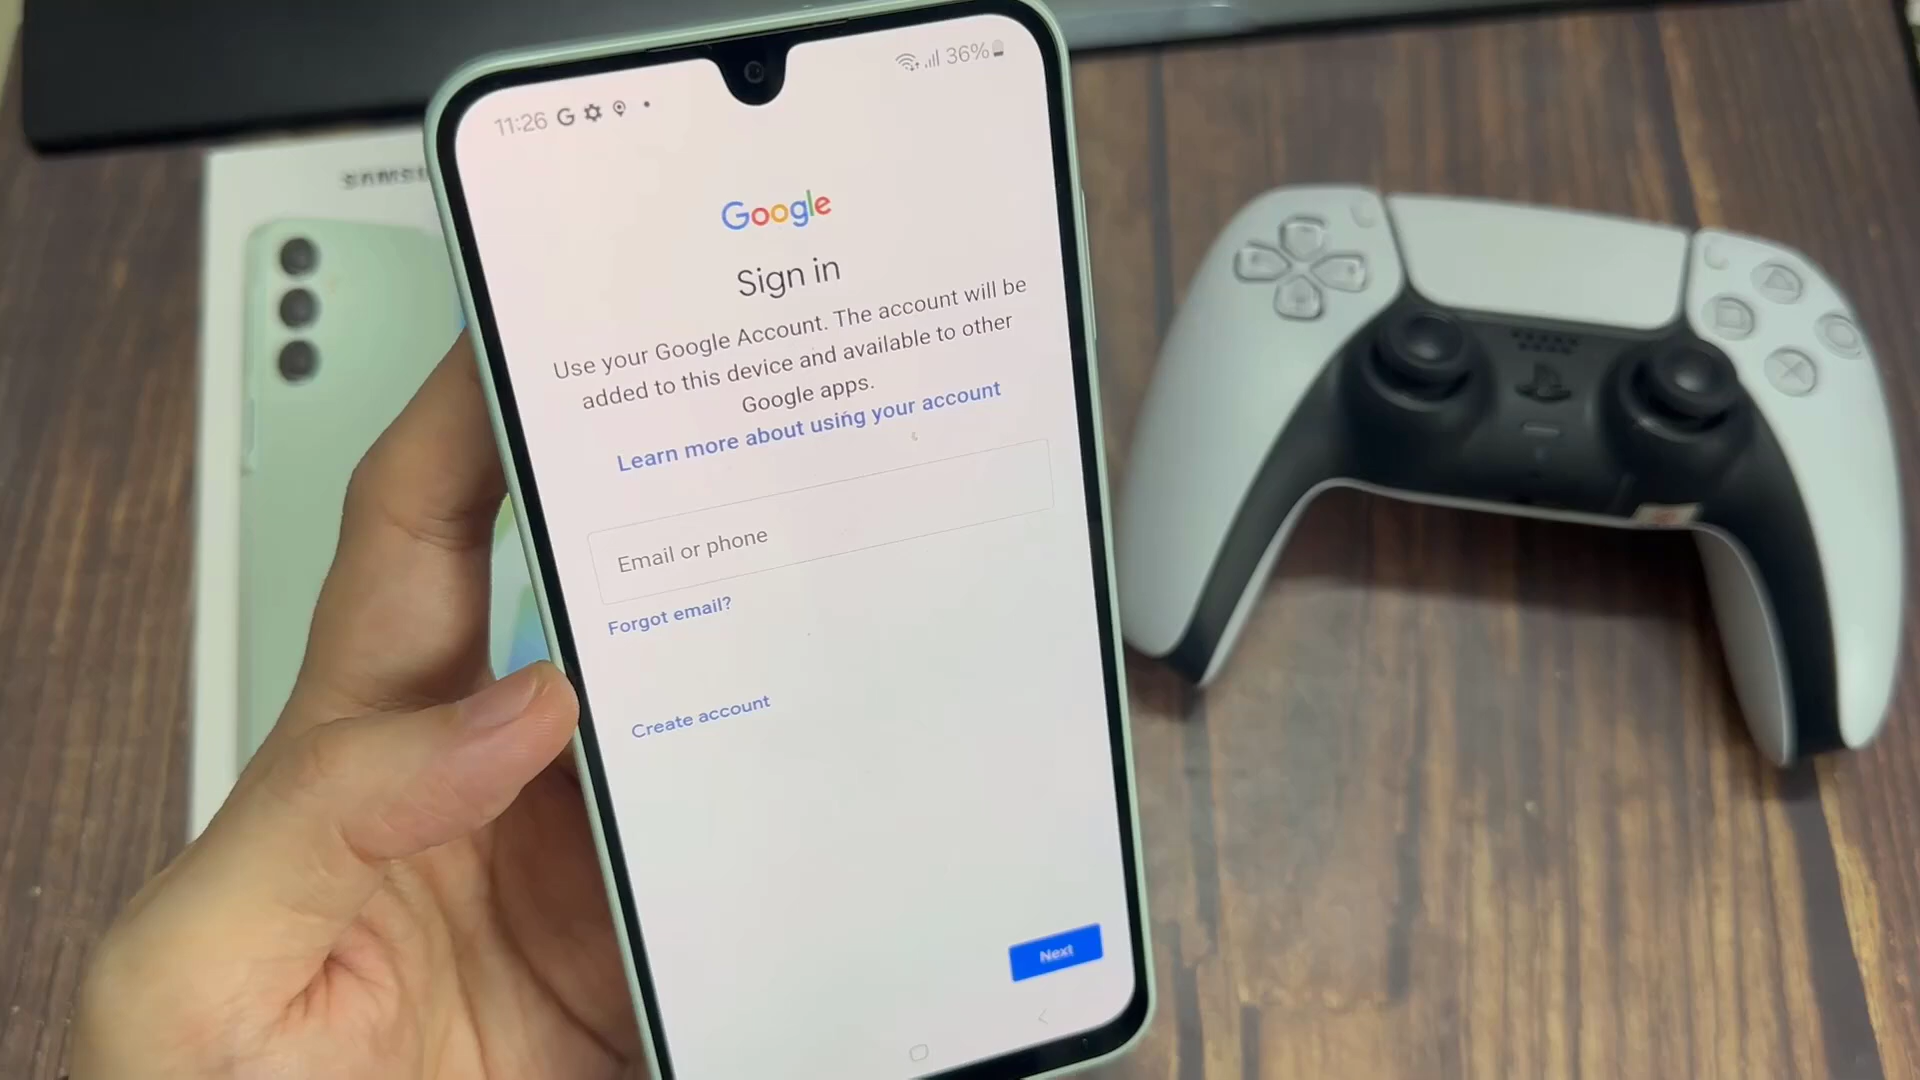 11:26
36%
SAMSU
Google
Sign in
Use your Google Account. The account will be
added to this device and available to other
Google apps.
Learn more about using your account
Email or phone
Forgot email?
Create account
Next